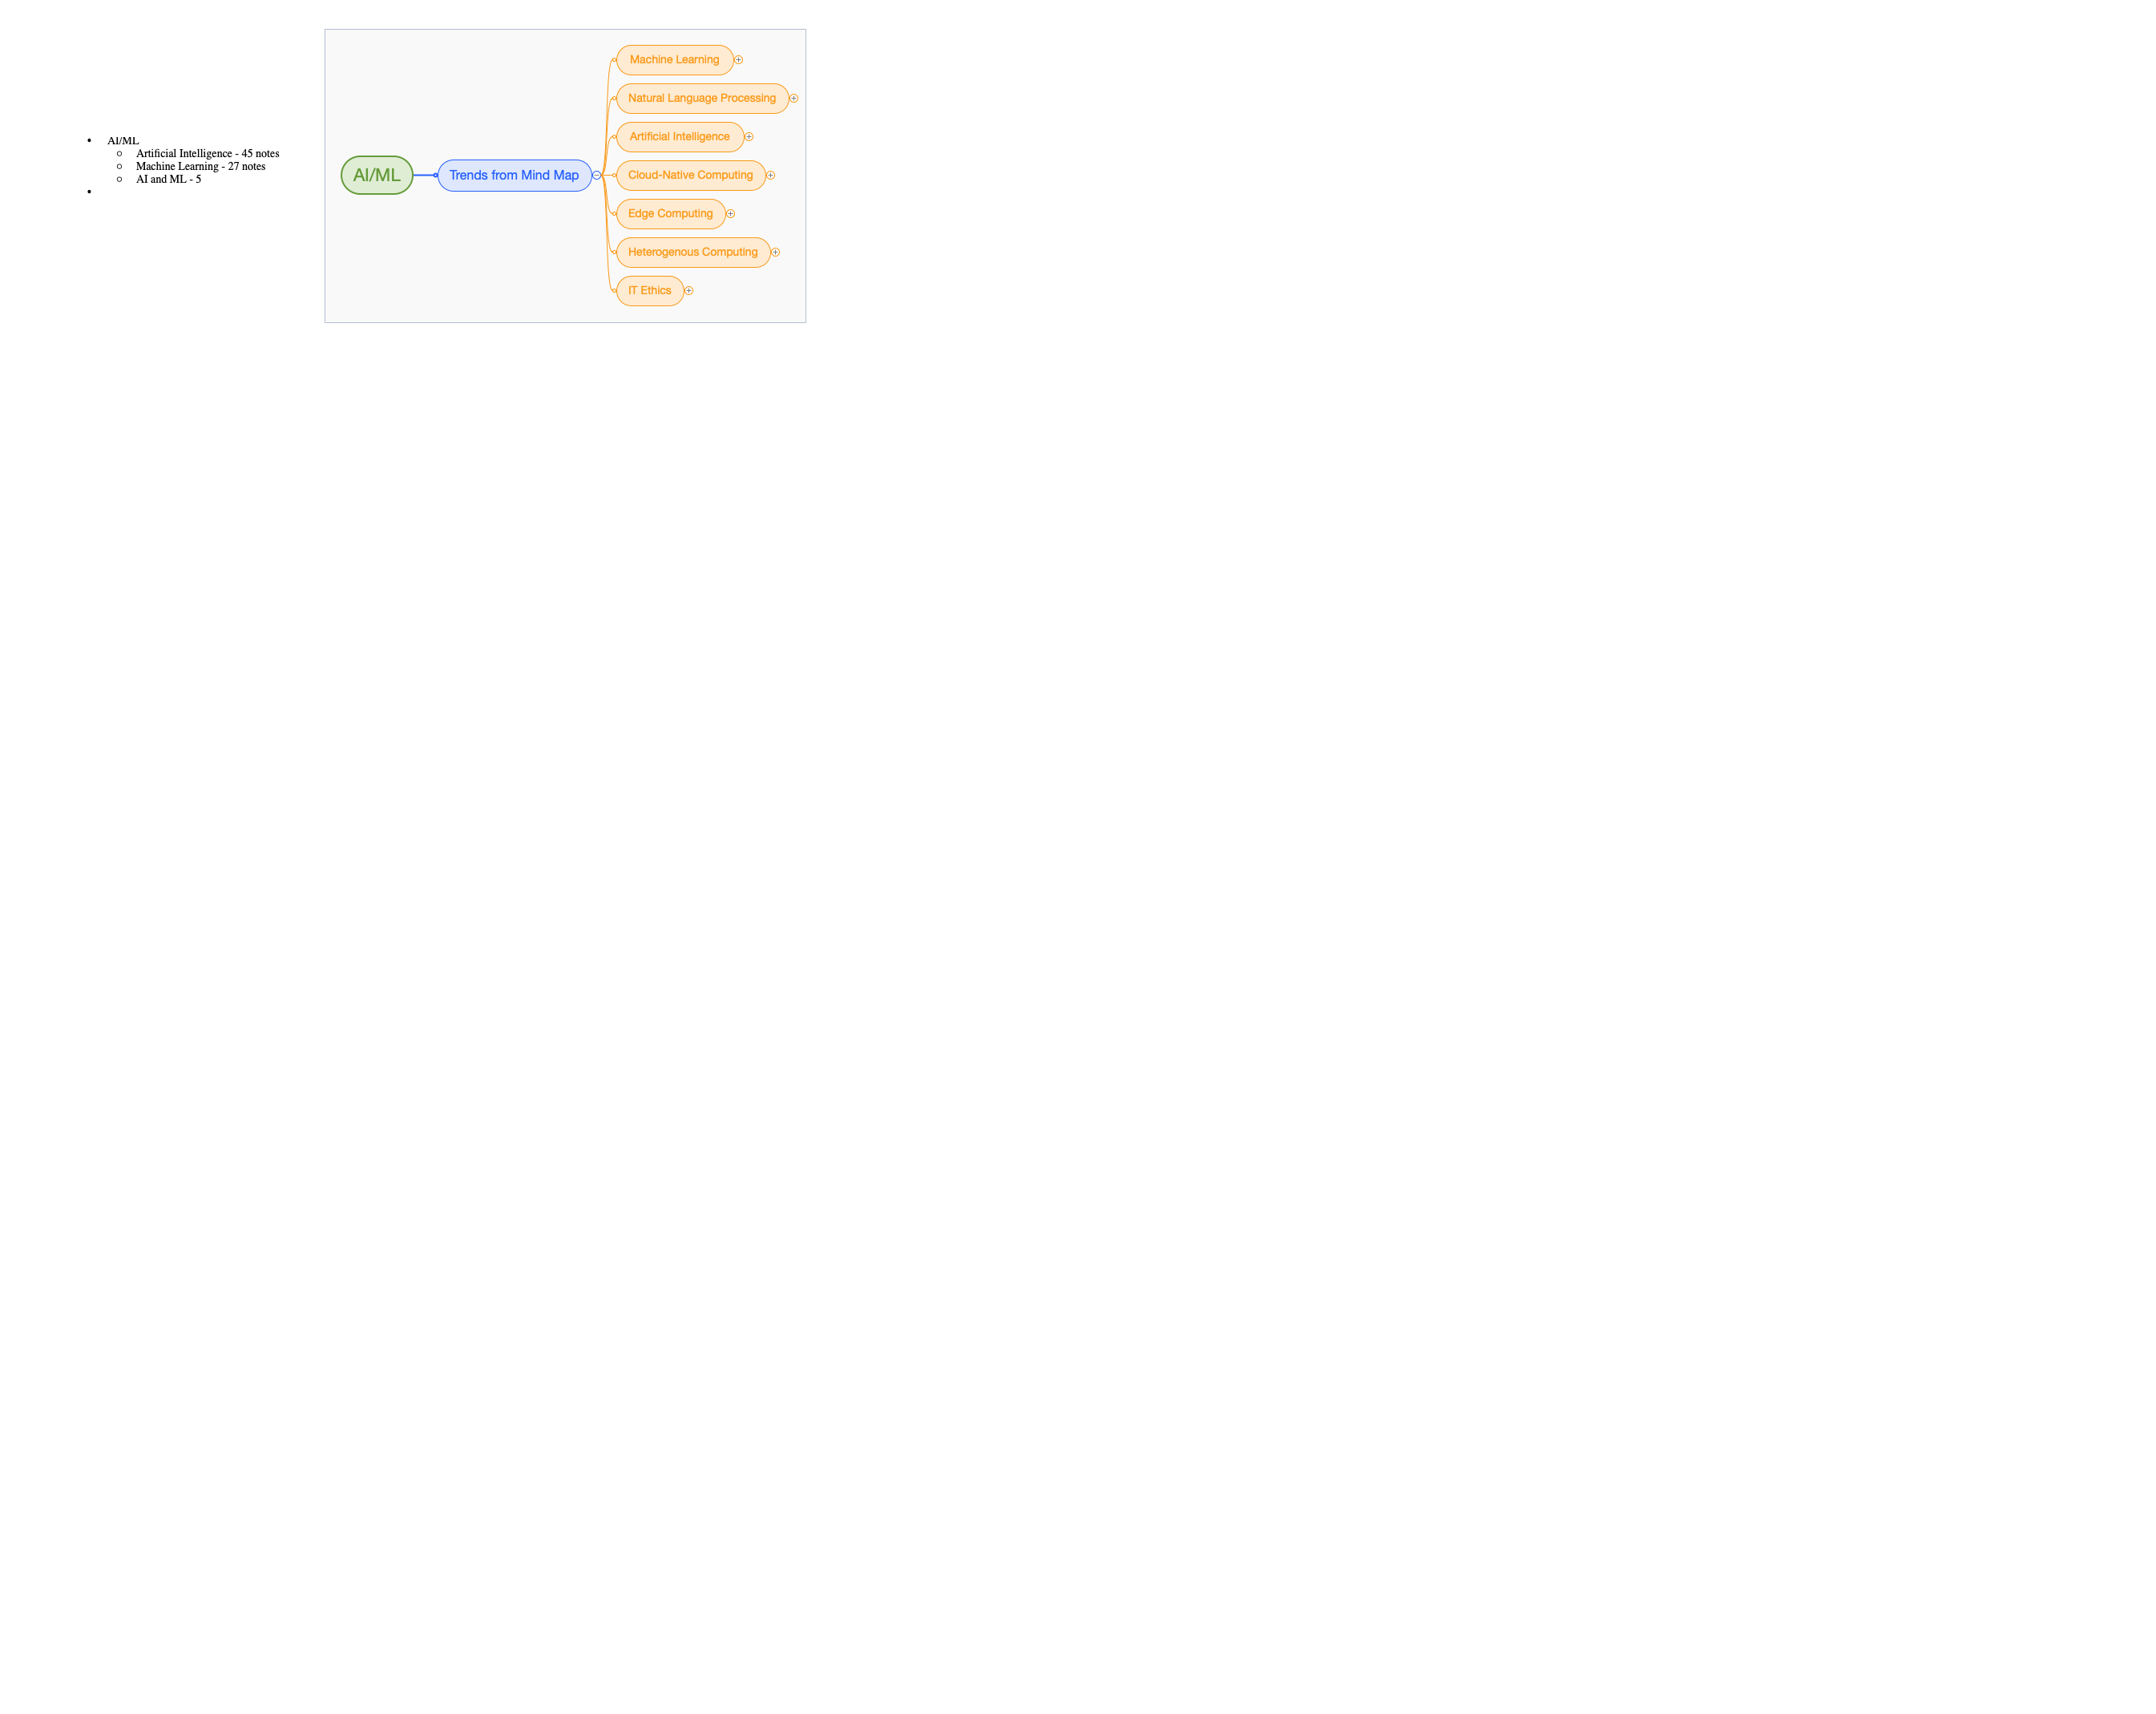 AI/ML
Artificial Intelligence - 45 notes
Machine Learning - 27 notes
AI and ML - 5
AI/ML
Trends from Mind Map
Machine Learning
Natural Language Processing
Artificial Intelligence
Cloud-Native Computing
Edge Computing
Heterogenous Computing
IT Ethics